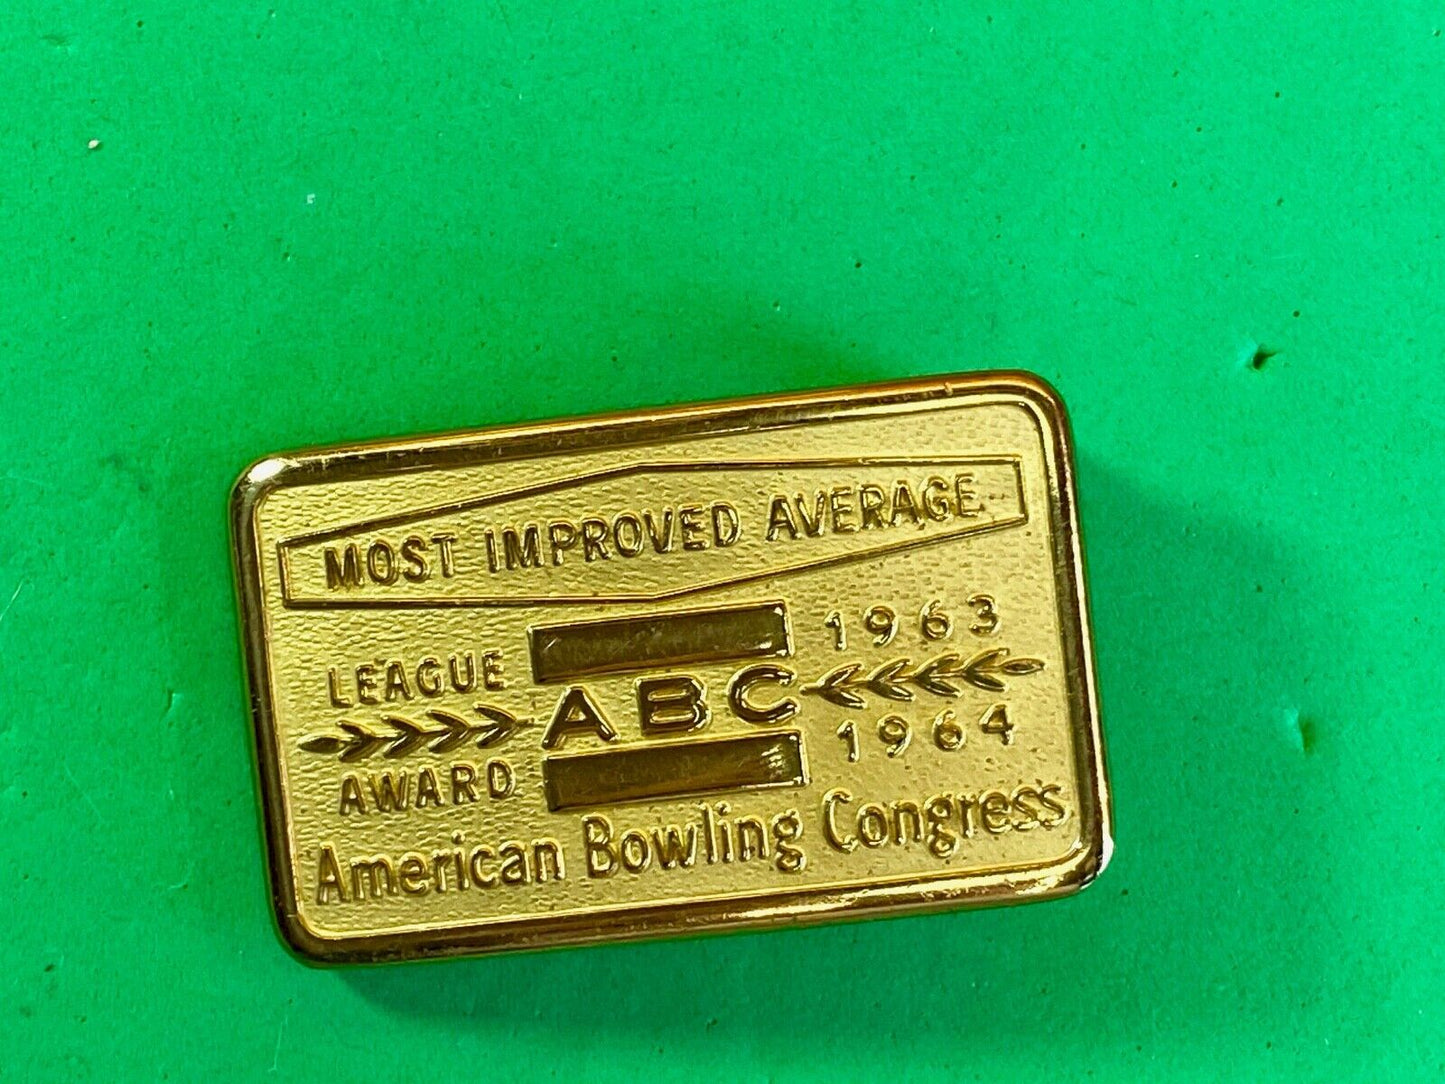 MOST IMPROVED AVERAGE
LEAGUE
AWARD
ABC
1963
1964
American Bowling Congress